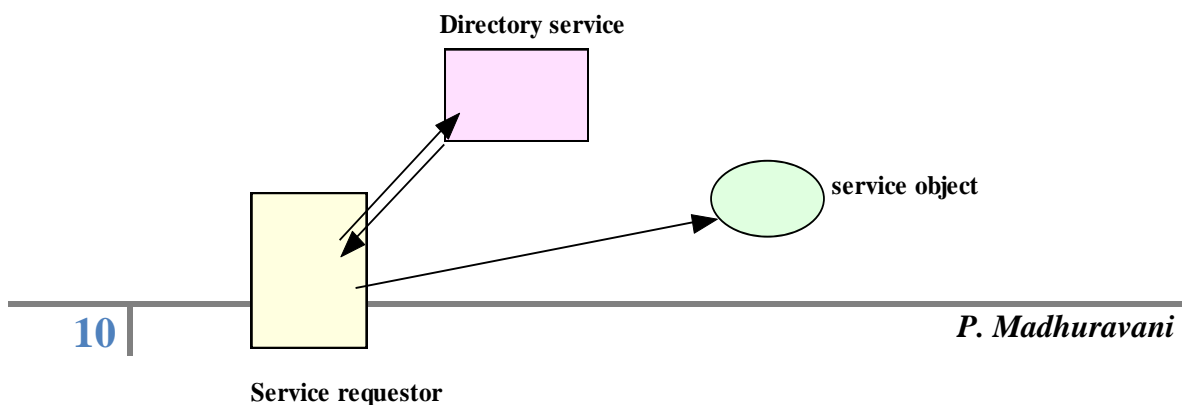 Directory service
service object
10
P. Madhuravani
Service requestor